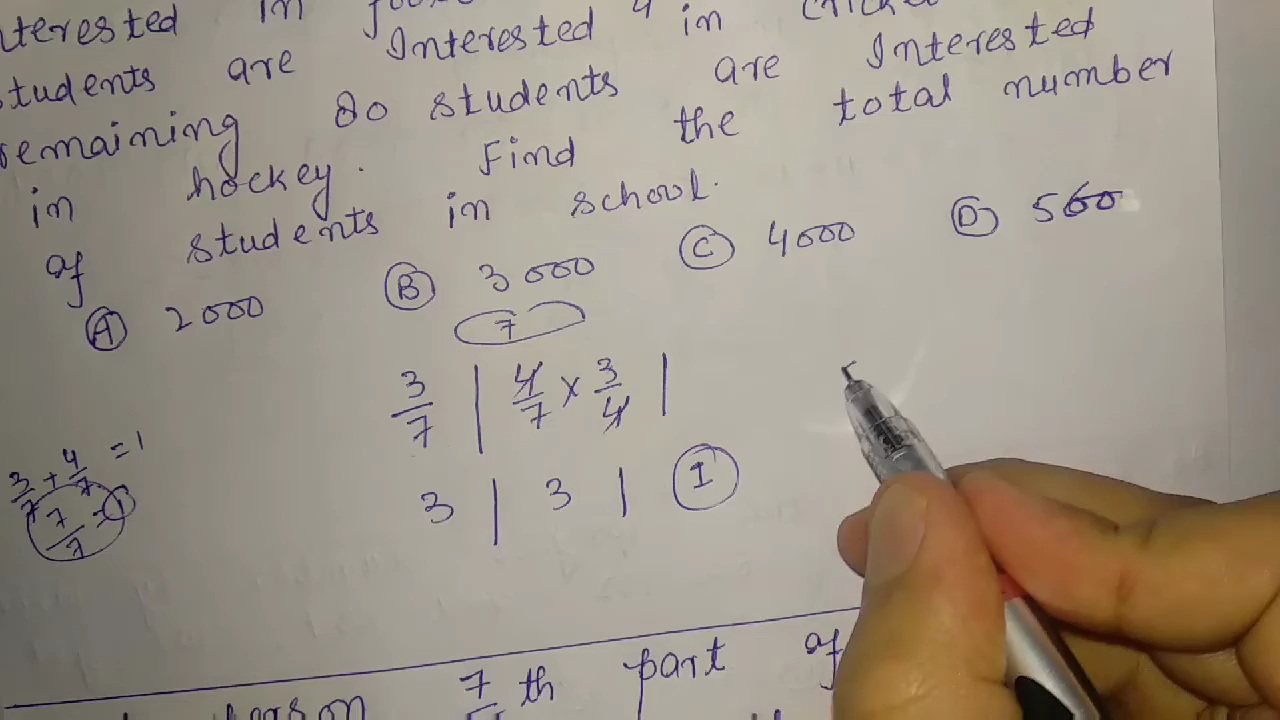 nterested in
students are Interested 4 in
remaining 80 students are Interested
in hockey. Find the total number
of students in school.
(A) 2000 (B) 3000 (C) 4000 (D) 560
7
3/7 | 4/7 × 3/4 |
3/7 + 4/7 = 1
7/7 = 1
3 | 3 | 1
7 th part of